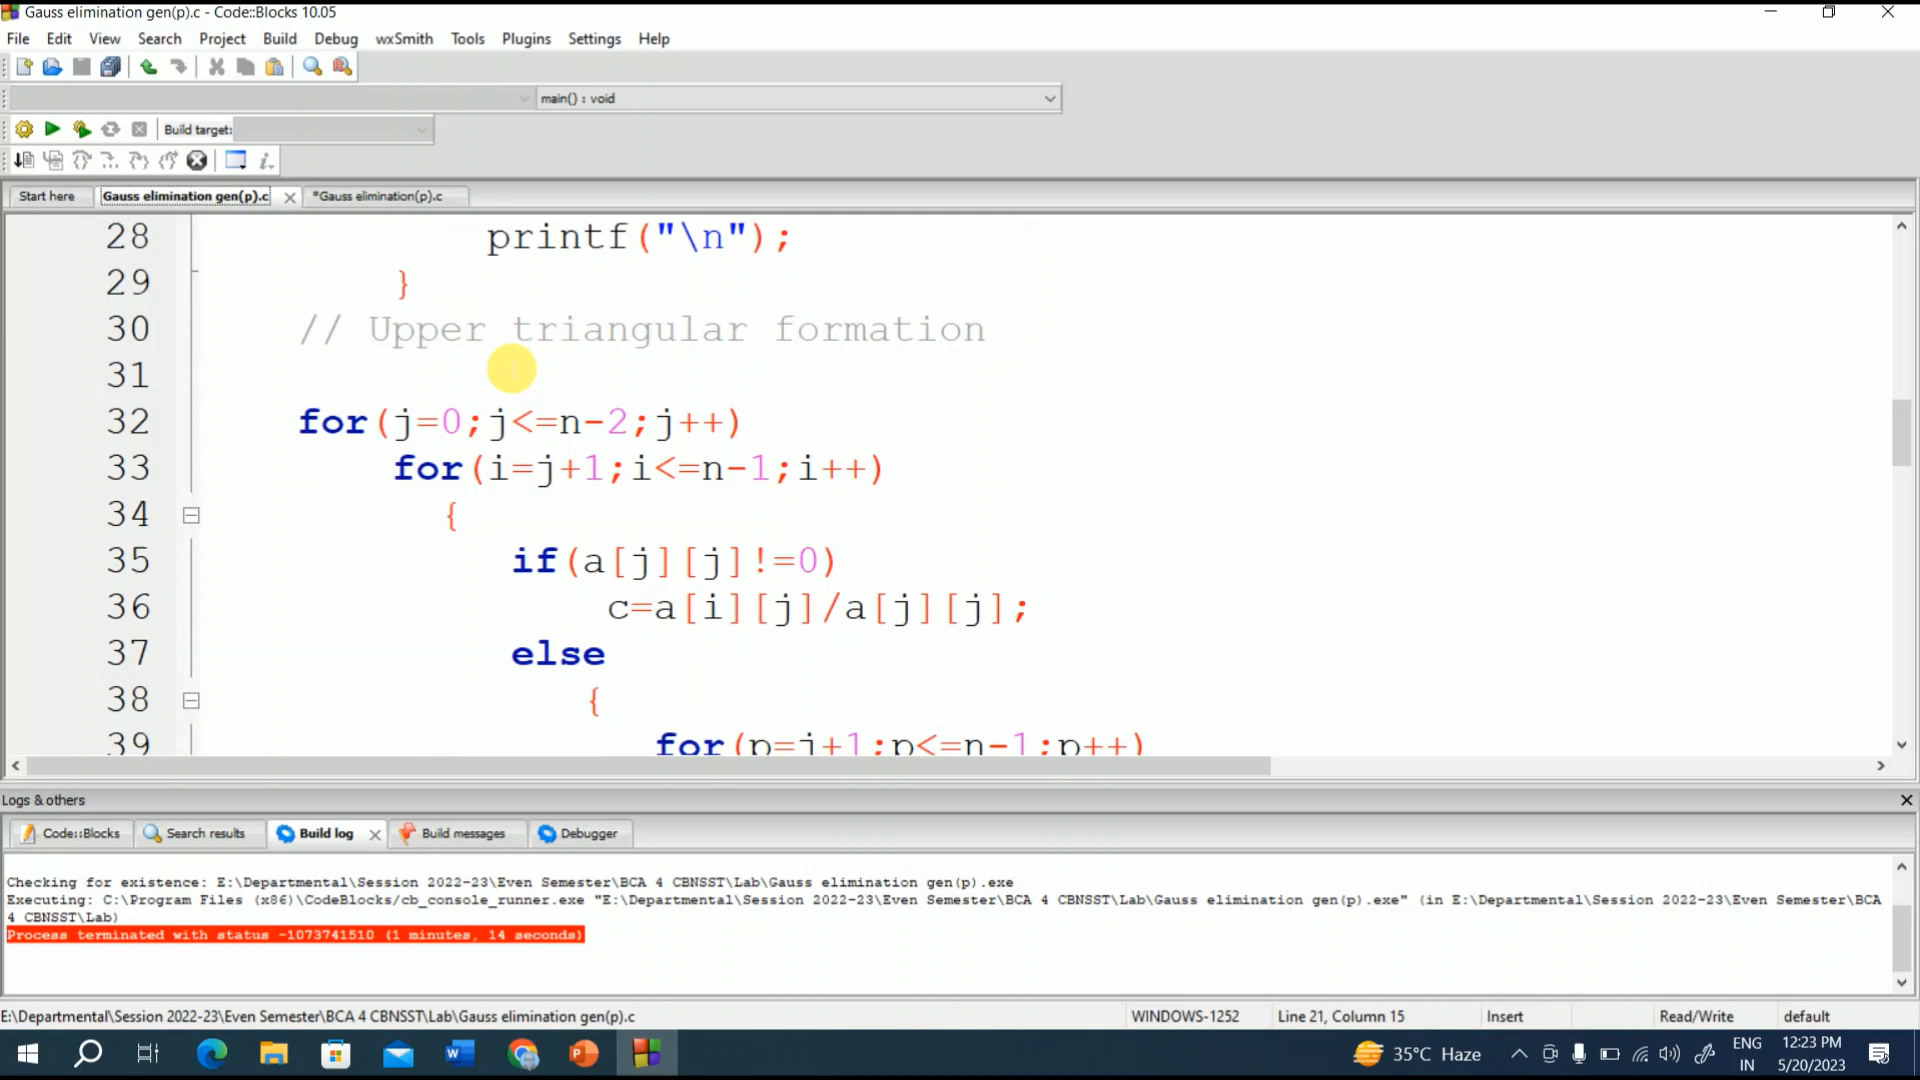 Gauss elimination gen(p).c - Code::Blocks 10.05
File Edit View Search Project Build Debug wxSmith Tools Plugins Settings Help
main() : void
Build target:
Start here Gauss elimination gen(p).c *Gauss elimination(p).c
28 printf("\n");
29 }
30 // Upper triangular formation
31
32 for(j=0;j<=n-2;j++)
33 for(i=j+1;i<=n-1;i++)
34 {
35 if(a[j][j]!=0)
36 c=a[i][j]/a[j][j];
37 else
38 {
39 for(p=j+1;p<=n-1;p++)
Logs & others
Code::Blocks Search results Build log Build messages Debugger
Checking for existence: E:\Departmental\Session 2022-23\Even Semester\BCA 4 CBNSST\Lab\Gauss elimination gen(p).exe
Executing: C:\Program Files (x86)\CodeBlocks/cb_console_runner.exe "E:\Departmental\Session 2022-23\Even Semester\BCA 4 CBNSST\Lab\Gauss elimination gen(p).exe" (in E:\Departmental\Session 2022-23\Even Semester\BCA
4 CBNSST\Lab)
Process terminated with status -1073741510 (1 minutes, 14 seconds)
E:\Departmental\Session 2022-23\Even Semester\BCA 4 CBNSST\Lab\Gauss elimination gen(p).c WINDOWS-1252 Line 21, Column 15 Insert Read/Write default
35°C Haze ENG IN 12:23 PM 5/20/2023